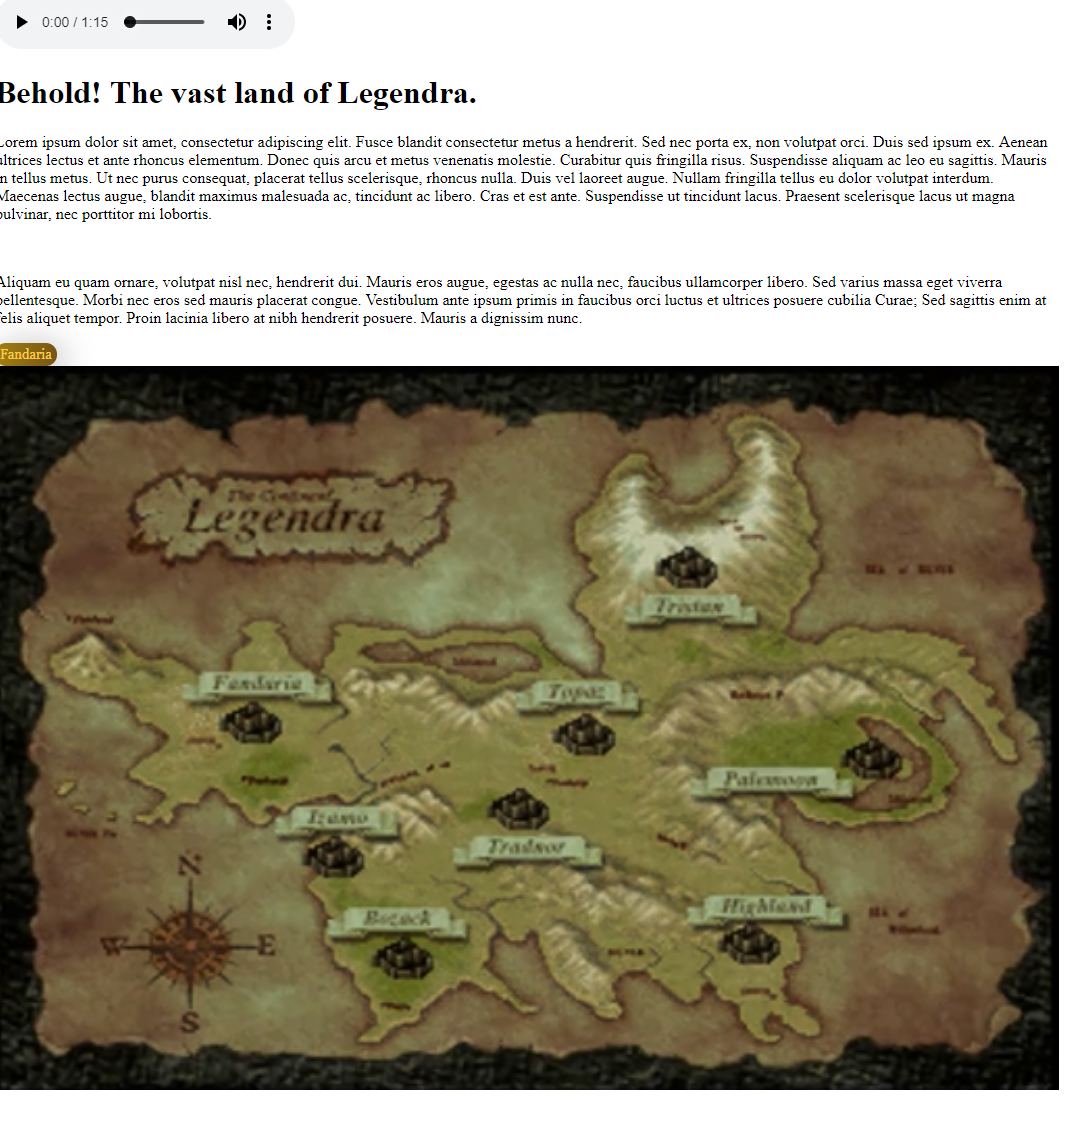 0:00 / 1:15
Behold! The vast land of Legendra.
Lorem ipsum dolor sit amet, consectetur adipiscing elit. Fusce blandit consectetur metus a hendrerit. Sed nec porta ex, non volutpat orci. Duis sed ipsum ex. Aenean
ultrices lectus et ante rhoncus elementum. Donec quis arcu et metus venenatis molestie. Curabitur quis fringilla risus. Suspendisse aliquam ac leo eu sagittis. Mauris
in tellus metus. Ut nec purus consequat, placerat tellus scelerisque, rhoncus nulla. Duis vel laoreet augue. Nullam fringilla tellus eu dolor volutpat interdum.
Maecenas lectus augue, blandit maximus malesuada ac, tincidunt ac libero. Cras et est ante. Suspendisse ut tincidunt lacus. Praesent scelerisque lacus ut magna
pulvinar, nec porttitor mi lobortis.
Aliquam eu quam ornare, volutpat nisl nec, hendrerit dui. Mauris eros augue, egestas ac nulla nec, faucibus ullamcorper libero. Sed varius massa eget viverra
pellentesque. Morbi nec eros sed mauris placerat congue. Vestibulum ante ipsum primis in faucibus orci luctus et ultrices posuere cubilia Curae; Sed sagittis enim at
felis aliquet tempor. Proin lacinia libero at nibh hendrerit posuere. Mauris a dignissim nunc.
Fandaria
The Continent
Legendra
Tristan
Fandaria
Topaz
Palemoon
Izumo
Tradnor
Highland
Bozack
N
W
E
S